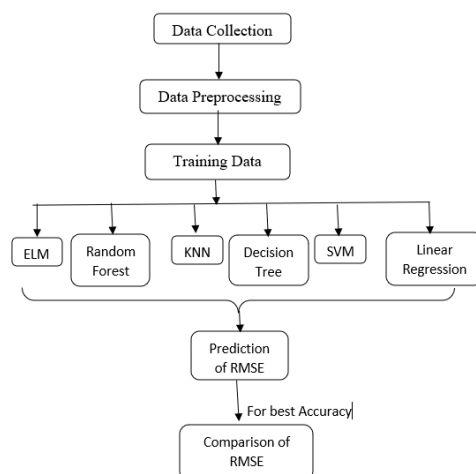 Data Collection
Data Preprocessing
Training Data
ELM
Random
Forest
KNN
Decision
Tree
SVM
Linear
Regression
Prediction
of RMSE
For best Accuracy
Comparison of
RMSE